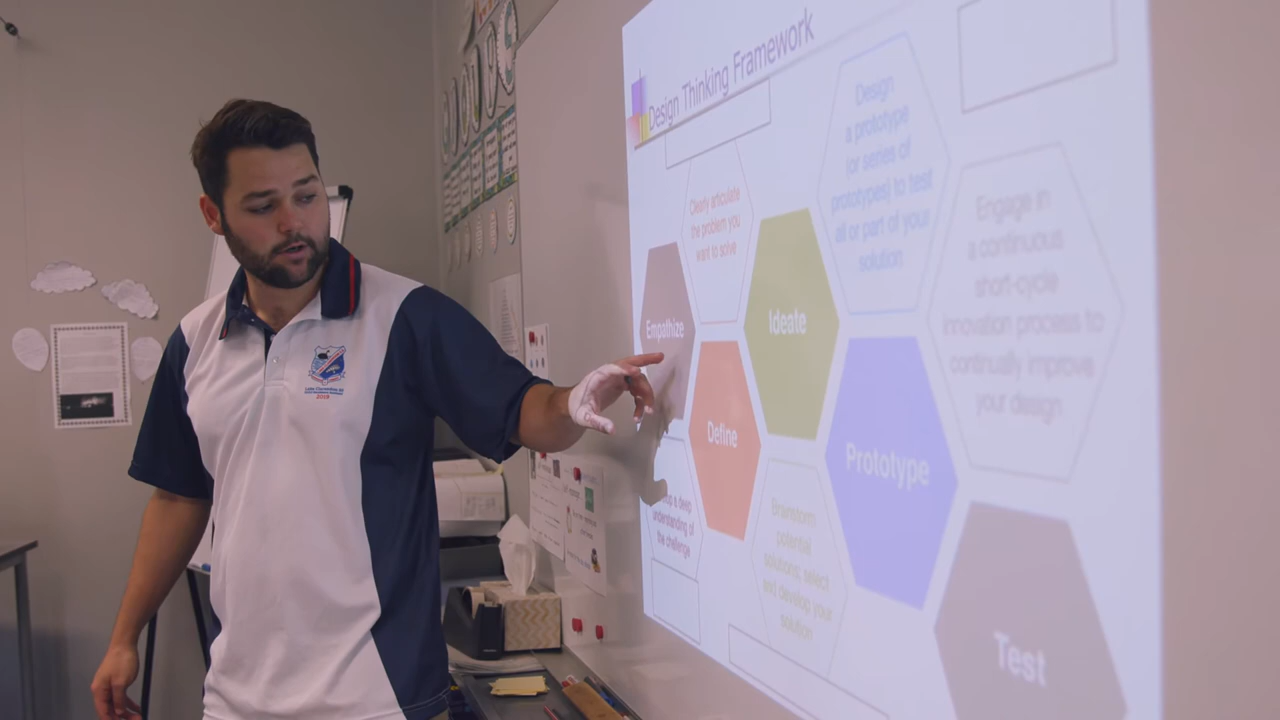 Design Thinking Framework
Empathize
Clearly articulate
the problem you
want to solve
Ideate
Design
a prototype
(or series of
prototypes) to test
all or part of your
solution
Engage in
a continuous
short-cycle
innovation process to
continually improve
your design
Define
Prototype
a deep
understanding of
the challenge
Brainstorm
potential
solutions; select
and develop your
solution
Test
2019